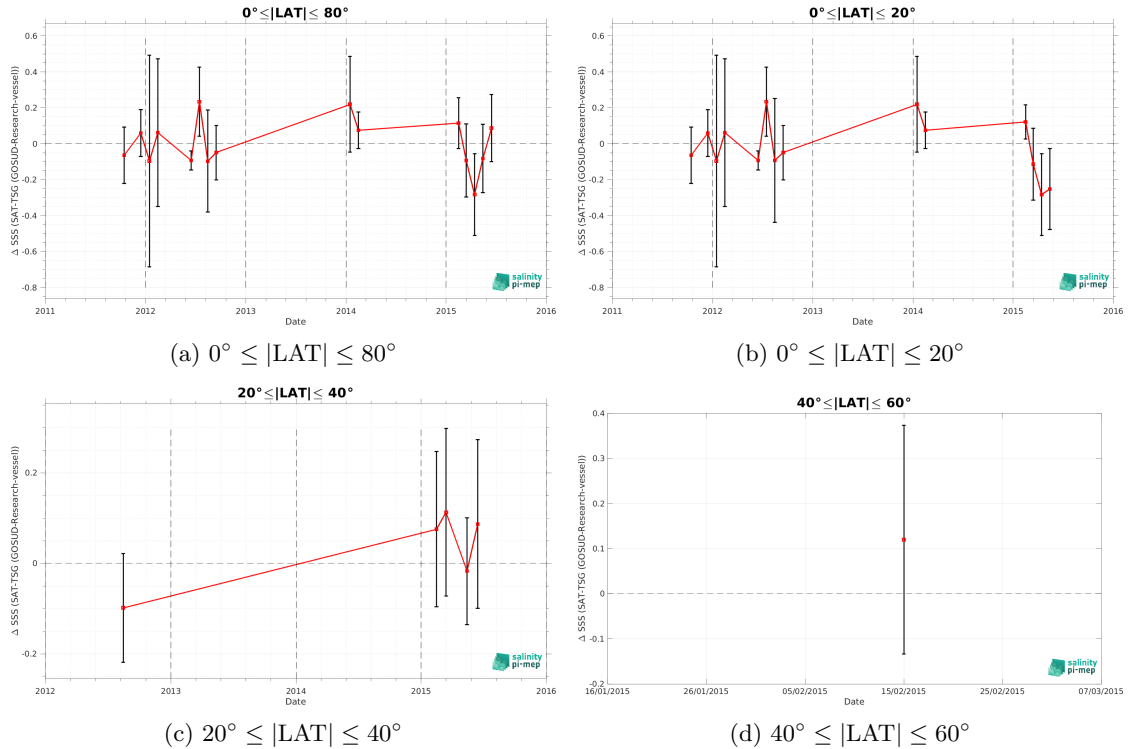 0°≤|LAT|≤ 80°
Δ SSS (SAT-TSG (GOSUD-Research-vessel))
0.6
0.4
0.2
0
-0.2
-0.4
-0.6
-0.8
2011 2012 2013 2014 2015 2016
Date
salinity
pi-mep
(a) 0° ≤ |LAT| ≤ 80°
0°≤|LAT|≤ 20°
Δ SSS (SAT-TSG (GOSUD-Research-vessel))
0.6
0.4
0.2
0
-0.2
-0.4
-0.6
-0.8
2011 2012 2013 2014 2015 2016
Date
salinity
pi-mep
(b) 0° ≤ |LAT| ≤ 20°
20°≤|LAT|≤ 40°
Δ SSS (SAT-TSG (GOSUD-Research-vessel))
0.2
0
-0.2
2012 2013 2014 2015 2016
Date
salinity
pi-mep
(c) 20° ≤ |LAT| ≤ 40°
40°≤|LAT|≤ 60°
Δ SSS (SAT-TSG (GOSUD-Research-vessel))
0.4
0.3
0.2
0.1
0
-0.1
-0.2
16/01/2015 26/01/2015 05/02/2015 15/02/2015 25/02/2015 07/03/2015
Date
salinity
pi-mep
(d) 40° ≤ |LAT| ≤ 60°